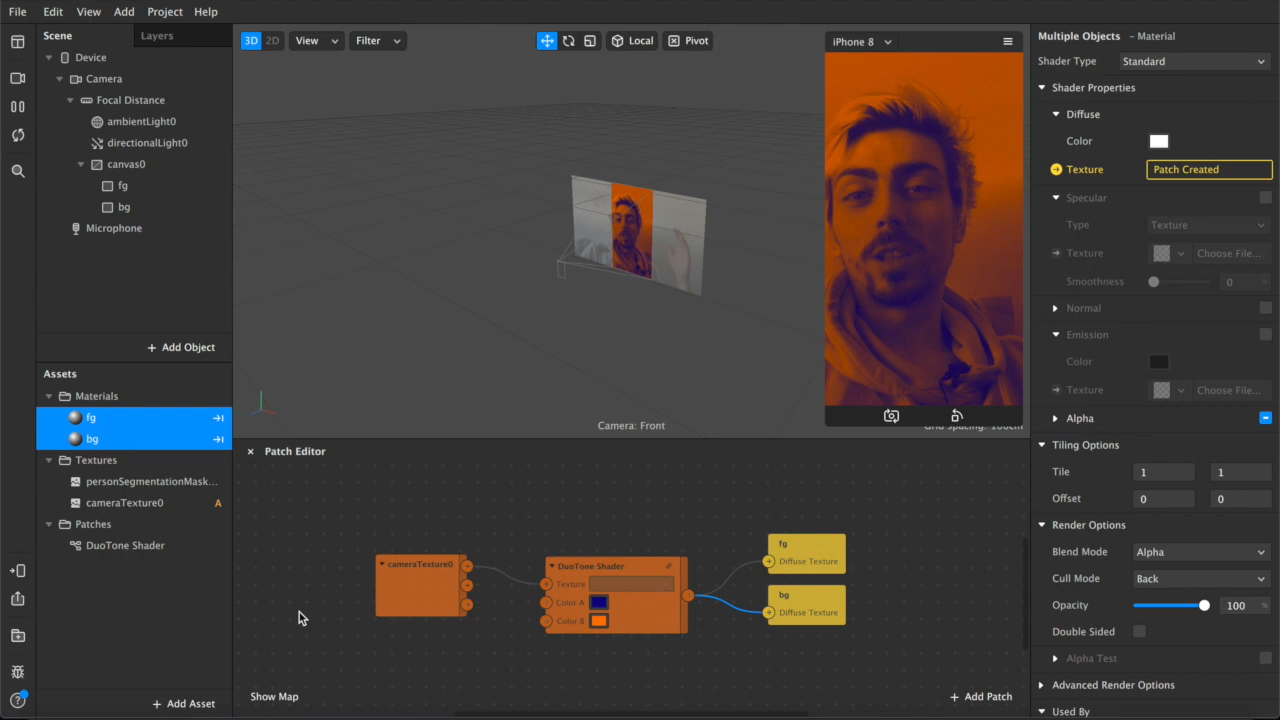 File Edit View Add Project Help
Scene Layers
Device
Camera
Focal Distance
ambientLight0
directionalLight0
canvas0
fg
bg
Microphone
+ Add Object
Assets
Materials
fg
bg
Textures
personSegmentationMask...
cameraTexture0 A
Patches
DuoTone Shader
+ Add Asset
3D 2D View Filter Local Pivot
iPhone 8
Camera: Front
Grid spacing: 100cm
× Patch Editor
cameraTexture0
DuoTone Shader
Texture
Color A
Color B
fg
Diffuse Texture
bg
Diffuse Texture
Show Map
+ Add Patch
Multiple Objects - Material
Shader Type Standard
Shader Properties
Diffuse
Color
Texture Patch Created
Specular
Type Texture
Texture Choose File...
Smoothness 0 %
Normal
Emission
Color
Texture Choose File...
Alpha
Tiling Options
Tile 1 1
Offset 0 0
Render Options
Blend Mode Alpha
Cull Mode Back
Opacity 100 %
Double Sided
Alpha Test
Advanced Render Options
Used By